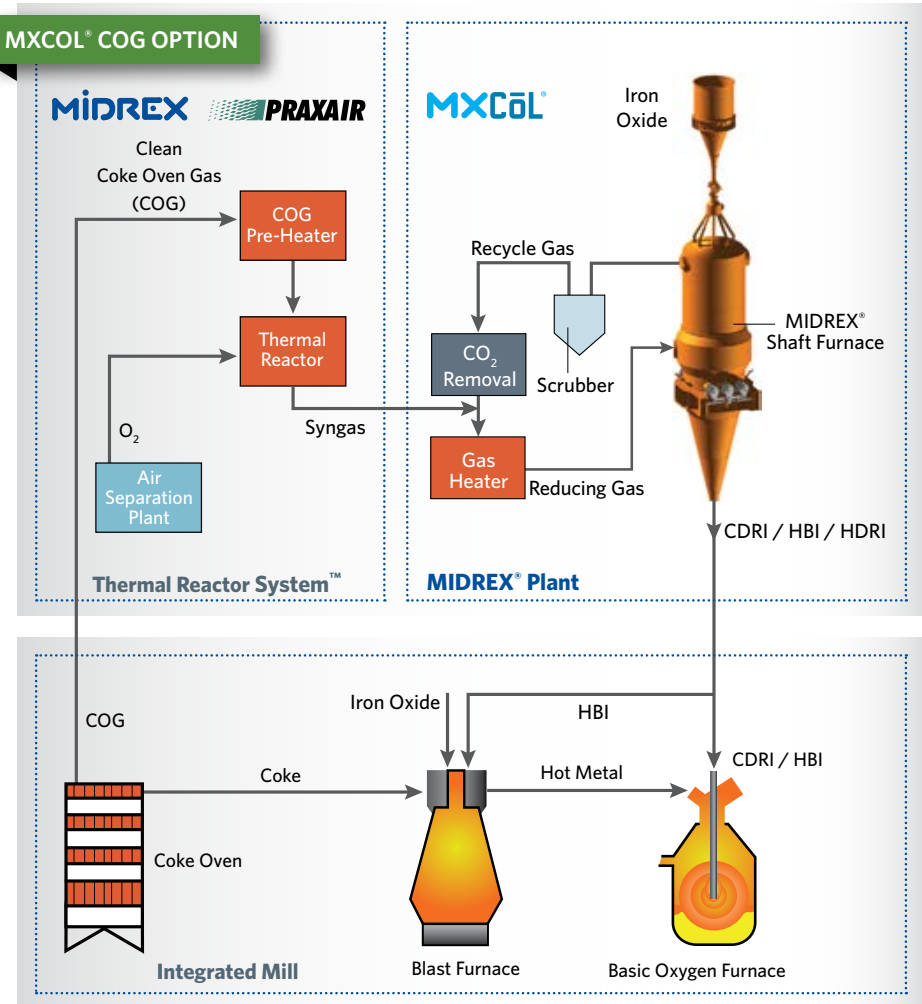 MXCOL® COG OPTION
MIDREX
PRAXAIR
Clean
Coke Oven Gas
(COG)
COG
Pre-Heater
Thermal
Reactor
O₂
Syngas
Air
Separation
Plant
Thermal Reactor System™
MXCōL®
Iron
Oxide
Recycle Gas
CO₂
Removal
Scrubber
MIDREX®
Shaft Furnace
Gas
Heater
Reducing Gas
CDRI / HBI / HDRI
MIDREX® Plant
COG
Iron Oxide
HBI
CDRI / HBI
Coke
Hot Metal
Coke Oven
Integrated Mill
Blast Furnace
Basic Oxygen Furnace